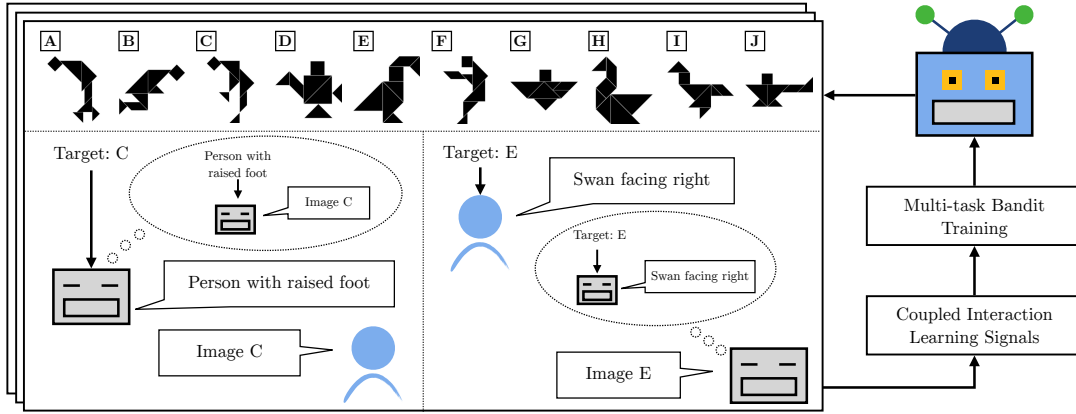 A B C D E F G H I J
Target: C
Person with
raised foot
Image C
Person with raised foot
Image C
Target: E
Swan facing right
Target: E
Swan facing right
Image E
Multi-task Bandit
Training
Coupled Interaction
Learning Signals